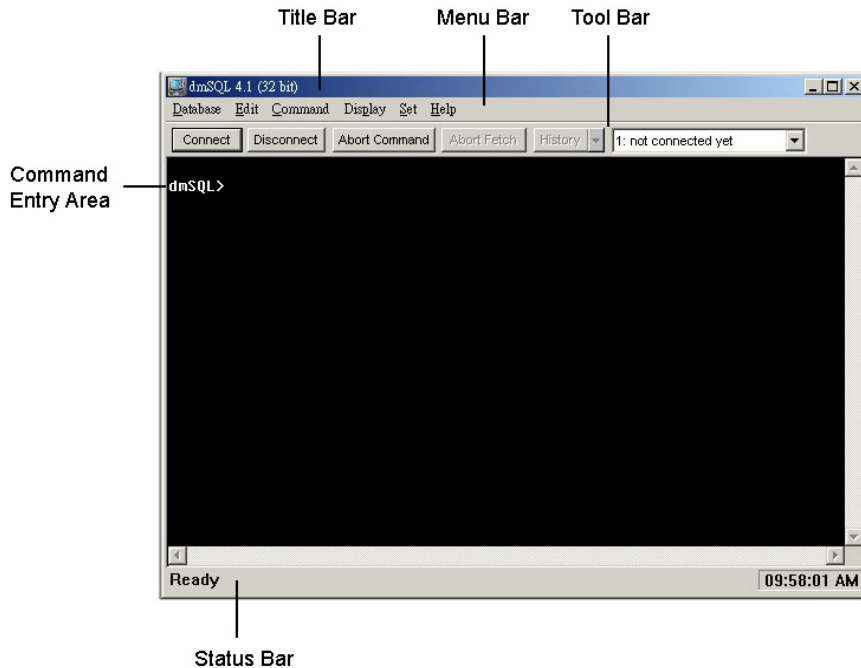 Title Bar Menu Bar Tool Bar
dmSQL 4.1 (32 bit)
Database Edit Command Display Set Help
Connect Disconnect Abort Command Abort Fetch History 1: not connected yet
Command
Entry Area
dmSQL>
Ready 09:58:01 AM
Status Bar